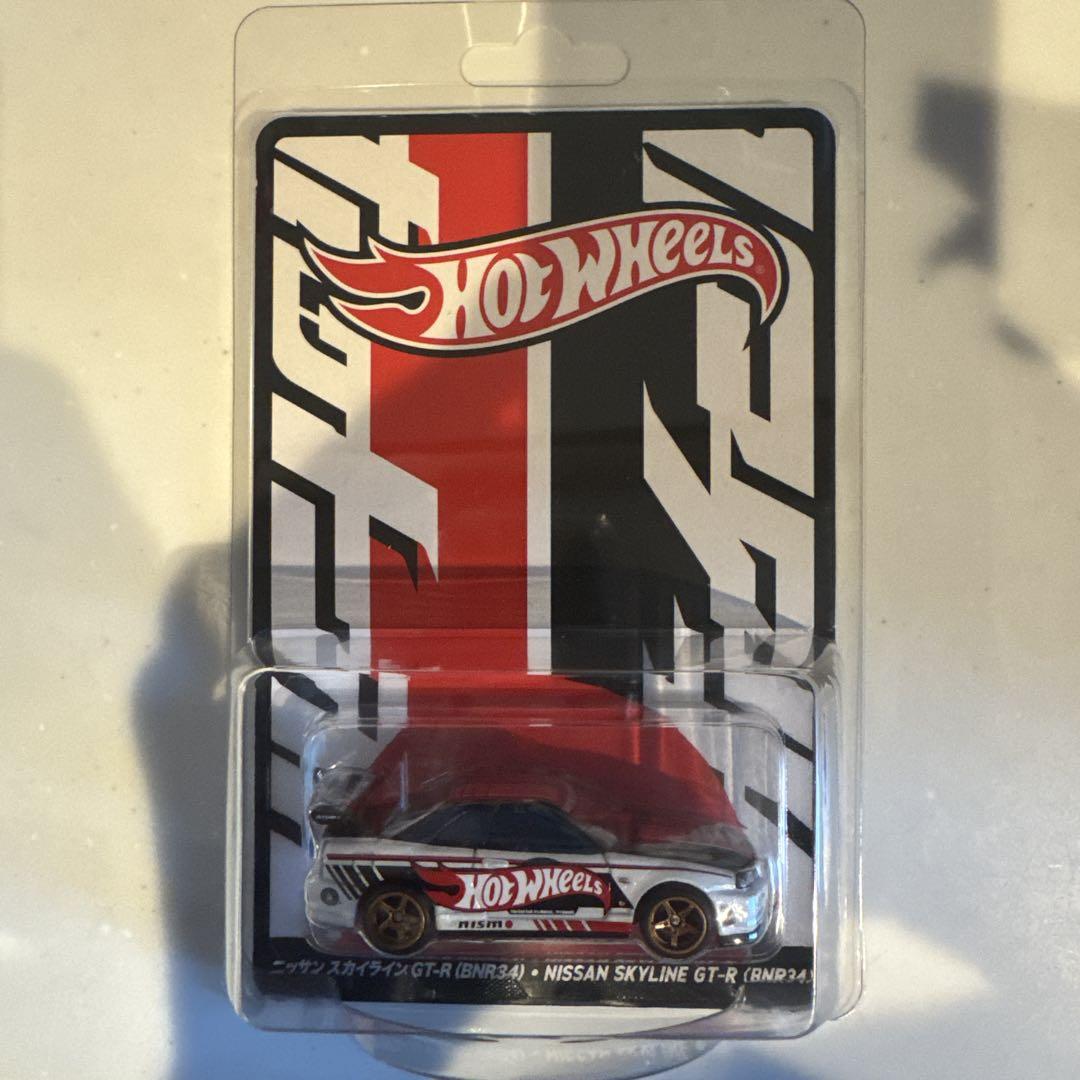 HOT WHEELS
HOT WHEELS
nismo
ニッサン スカイライン GT-R (BNR34) • NISSAN SKYLINE GT-R (BNR34)